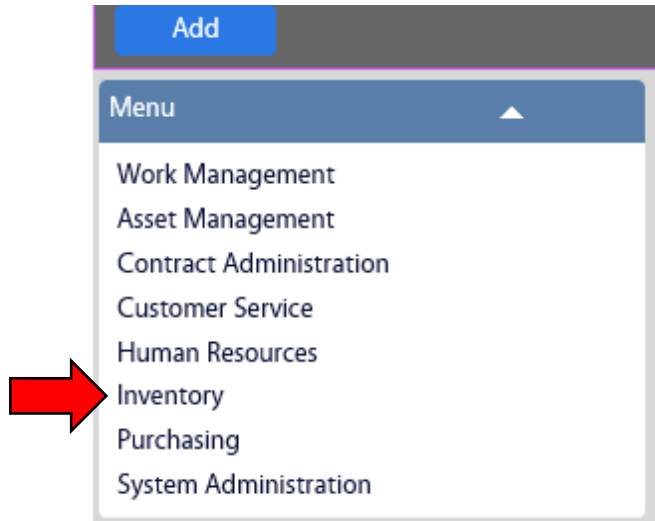 Add
Menu
Work Management
Asset Management
Contract Administration
Customer Service
Human Resources
Inventory
Purchasing
System Administration